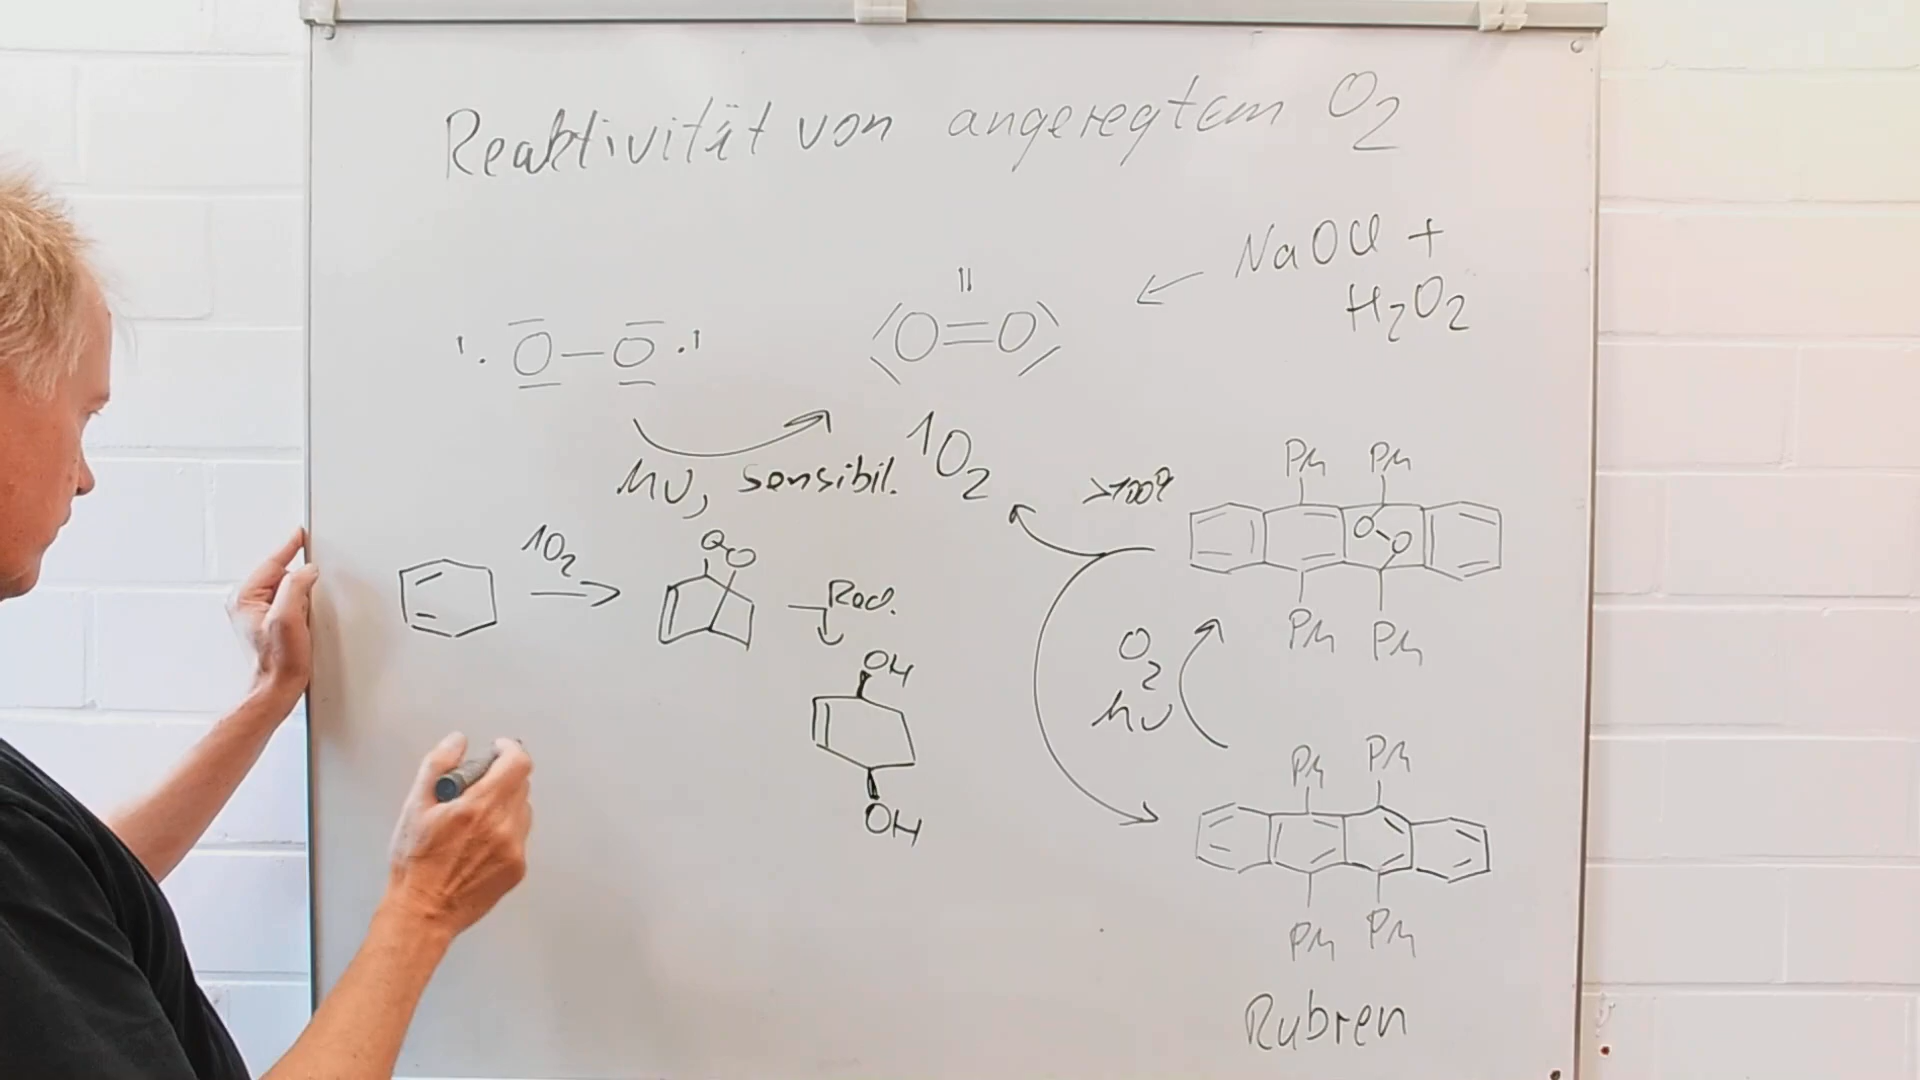 Reaktivität von angeregtem O2
NaOCl +
H2O2
O–O
O=O
hν, sensibil.
1O2
>100°
Ph Ph
O O
Ph Ph
1O2
O O
Red.
OH
OH
O2
hν
Ph Ph
Ph Ph
Rubren